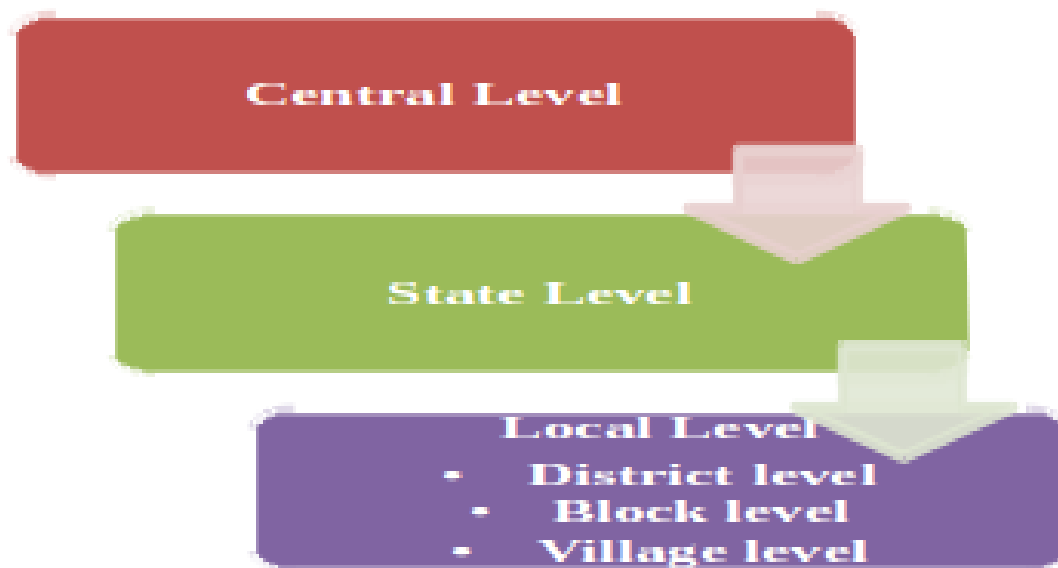 Central Level
State Level
Local Level
• District level
• Block level
• Village level